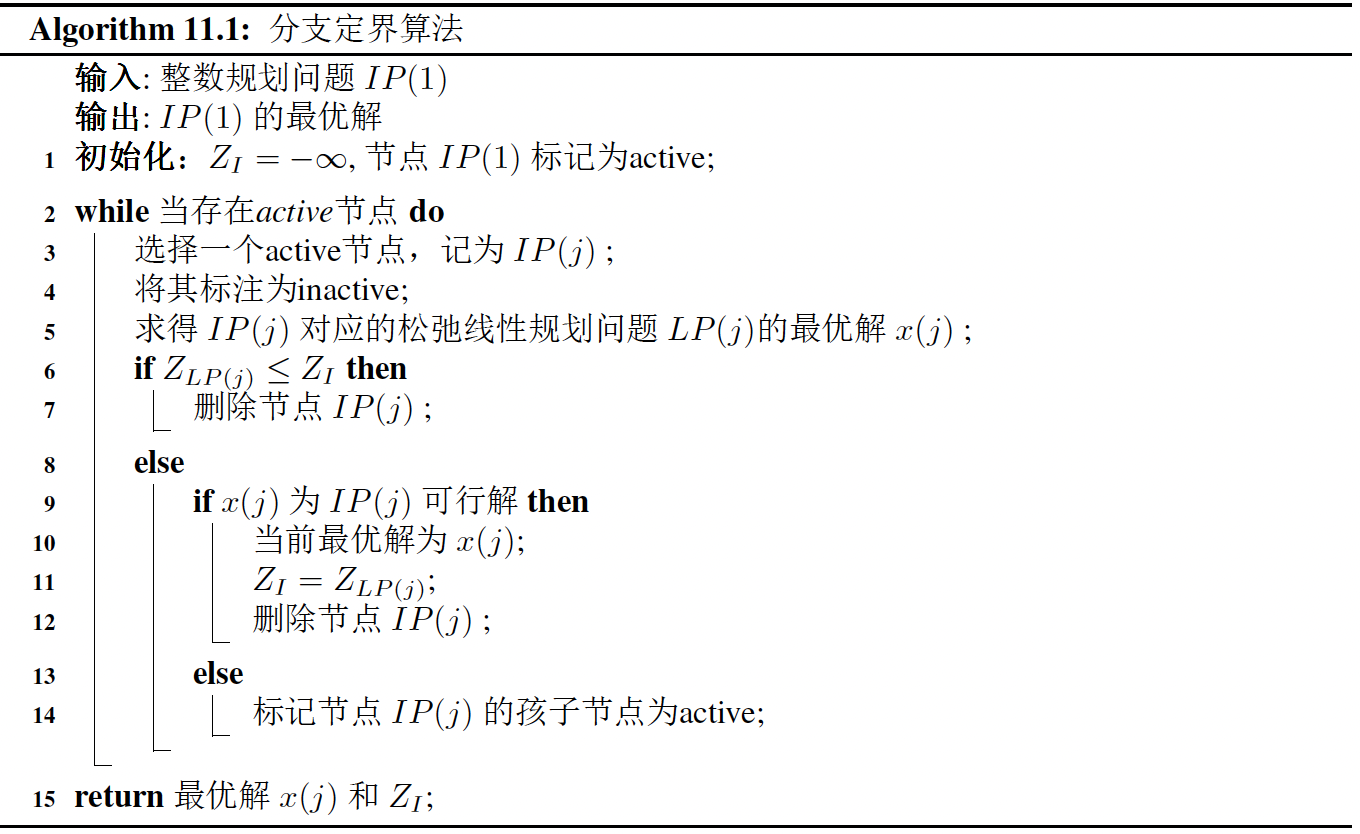 Algorithm 11.1: 分支定界算法
输入: 整数规划问题 IP(1)
输出: IP(1) 的最优解
1 初始化：Z_I = −∞, 节点 IP(1) 标记为active;
2 while 当存在active节点 do
3 选择一个active节点，记为 IP(j) ;
4 将其标注为inactive;
5 求得 IP(j) 对应的松弛线性规划问题 LP(j)的最优解 x(j) ;
6 if Z_{LP(j)} ≤ Z_I then
7 删除节点 IP(j) ;
8 else
9 if x(j) 为 IP(j) 可行解 then
10 当前最优解为 x(j);
11 Z_I = Z_{LP(j)};
12 删除节点 IP(j) ;
13 else
14 标记节点 IP(j) 的孩子节点为active;
15 return 最优解 x(j) 和 Z_I;